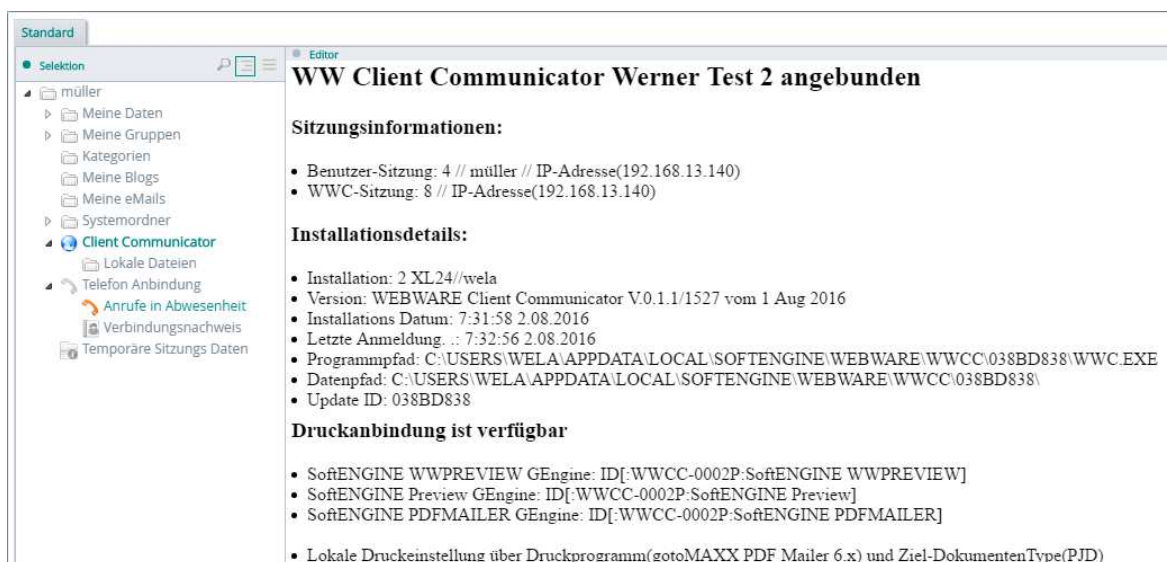 Standard
Selektion
müller
Meine Daten
Meine Gruppen
Kategorien
Meine Blogs
Meine eMails
Systemordner
Client Communicator
Lokale Dateien
Telefon Anbindung
Anrufe in Abwesenheit
Verbindungsnachweis
Temporäre Sitzungs Daten
Editor
WW Client Communicator Werner Test 2 angebunden
Sitzungsinformationen:
• Benutzer-Sitzung: 4 // müller // IP-Adresse(192.168.13.140)
• WWC-Sitzung: 8 // IP-Adresse(192.168.13.140)
Installationsdetails:
• Installation: 2 XL24//wela
• Version: WEBWARE Client Communicator V.0.1.1/1527 vom 1 Aug 2016
• Installations Datum: 7:31:58 2.08.2016
• Letzte Anmeldung. .: 7:32:56 2.08.2016
• Programmpfad: C:\USERS\WELA\APPDATA\LOCAL\SOFTENGINE\WEBWARE\WWCC\038BD838\WWC.EXE
• Datenpfad: C:\USERS\WELA\APPDATA\LOCAL\SOFTENGINE\WEBWARE\WWCC\038BD838\
• Update ID: 038BD838
Druckanbindung ist verfügbar
• SoftENGINE WWPREVIEW GEngine: ID[:WWCC-0002P:SoftENGINE WWPREVIEW]
• SoftENGINE Preview GEngine: ID[:WWCC-0002P:SoftENGINE Preview]
• SoftENGINE PDFMAILER GEngine: ID[:WWCC-0002P:SoftENGINE PDFMAILER]
• Lokale Druckeinstellung über Druckprogramm(gotoMAXX PDF Mailer 6.x) und Ziel-DokumentenType(PJD)